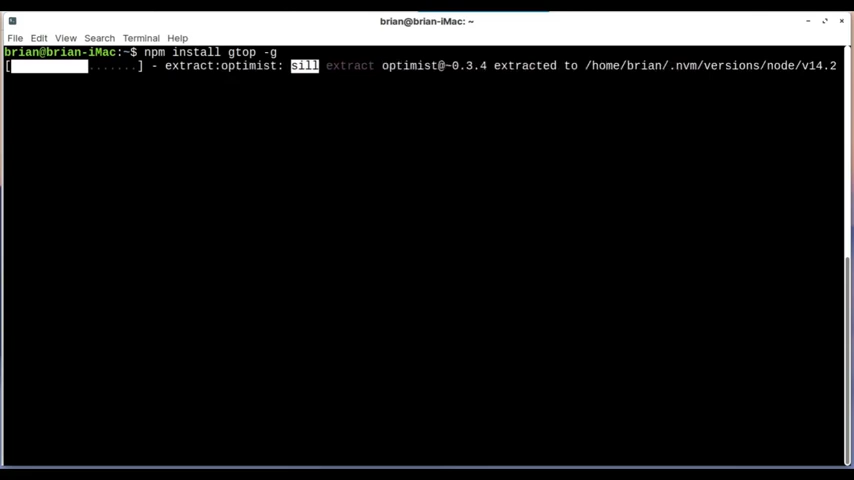 brian@brian-iMac: ~
File Edit View Search Terminal Help
brian@brian-iMac:~$ npm install gtop -g
[ .......] - extract:optimist: sill extract optimist@~0.3.4 extracted to /home/brian/.nvm/versions/node/v14.2